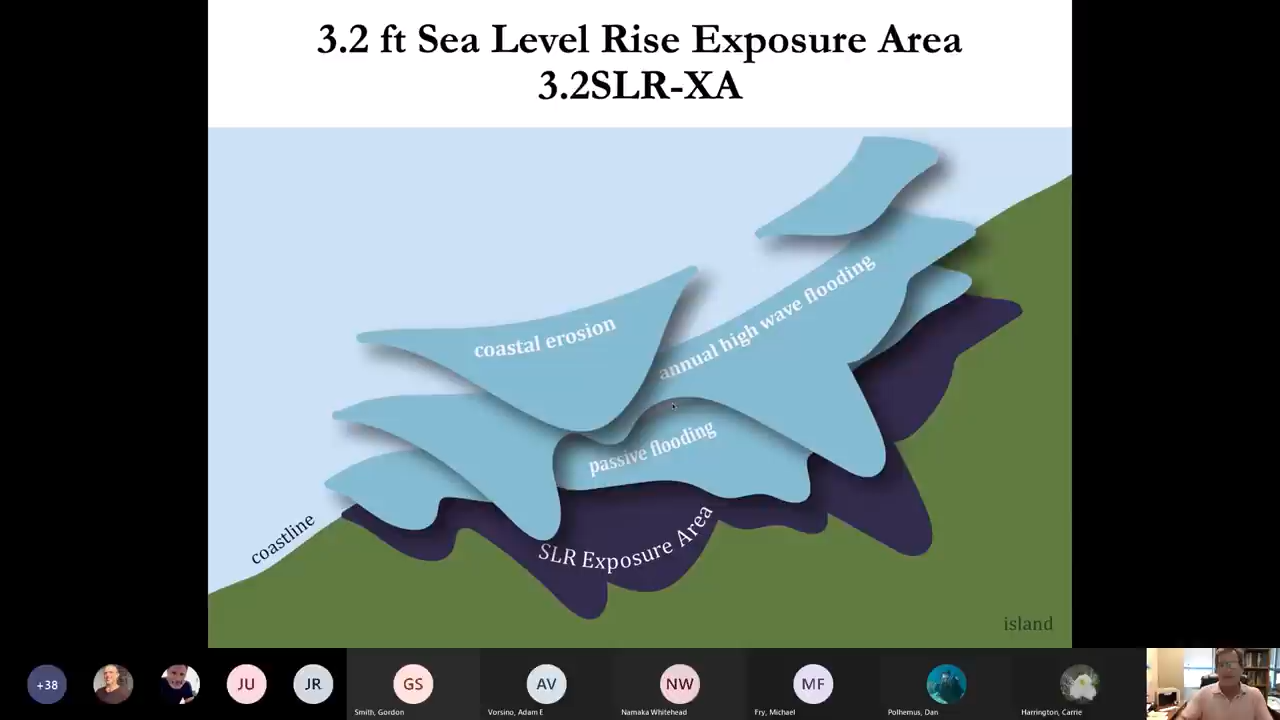 3.2 ft Sea Level Rise Exposure Area
3.2SLR-XA
coastal erosion
annual high wave flooding
passive flooding
SLR Exposure Area
coastline
island
+38
JU
JR
GS
AV
NW
MF
Smith, Gordon
Vorsino, Adam E
Namaka Whitehead
Fry, Michael
Polhemus, Dan
Harrington, Carrie